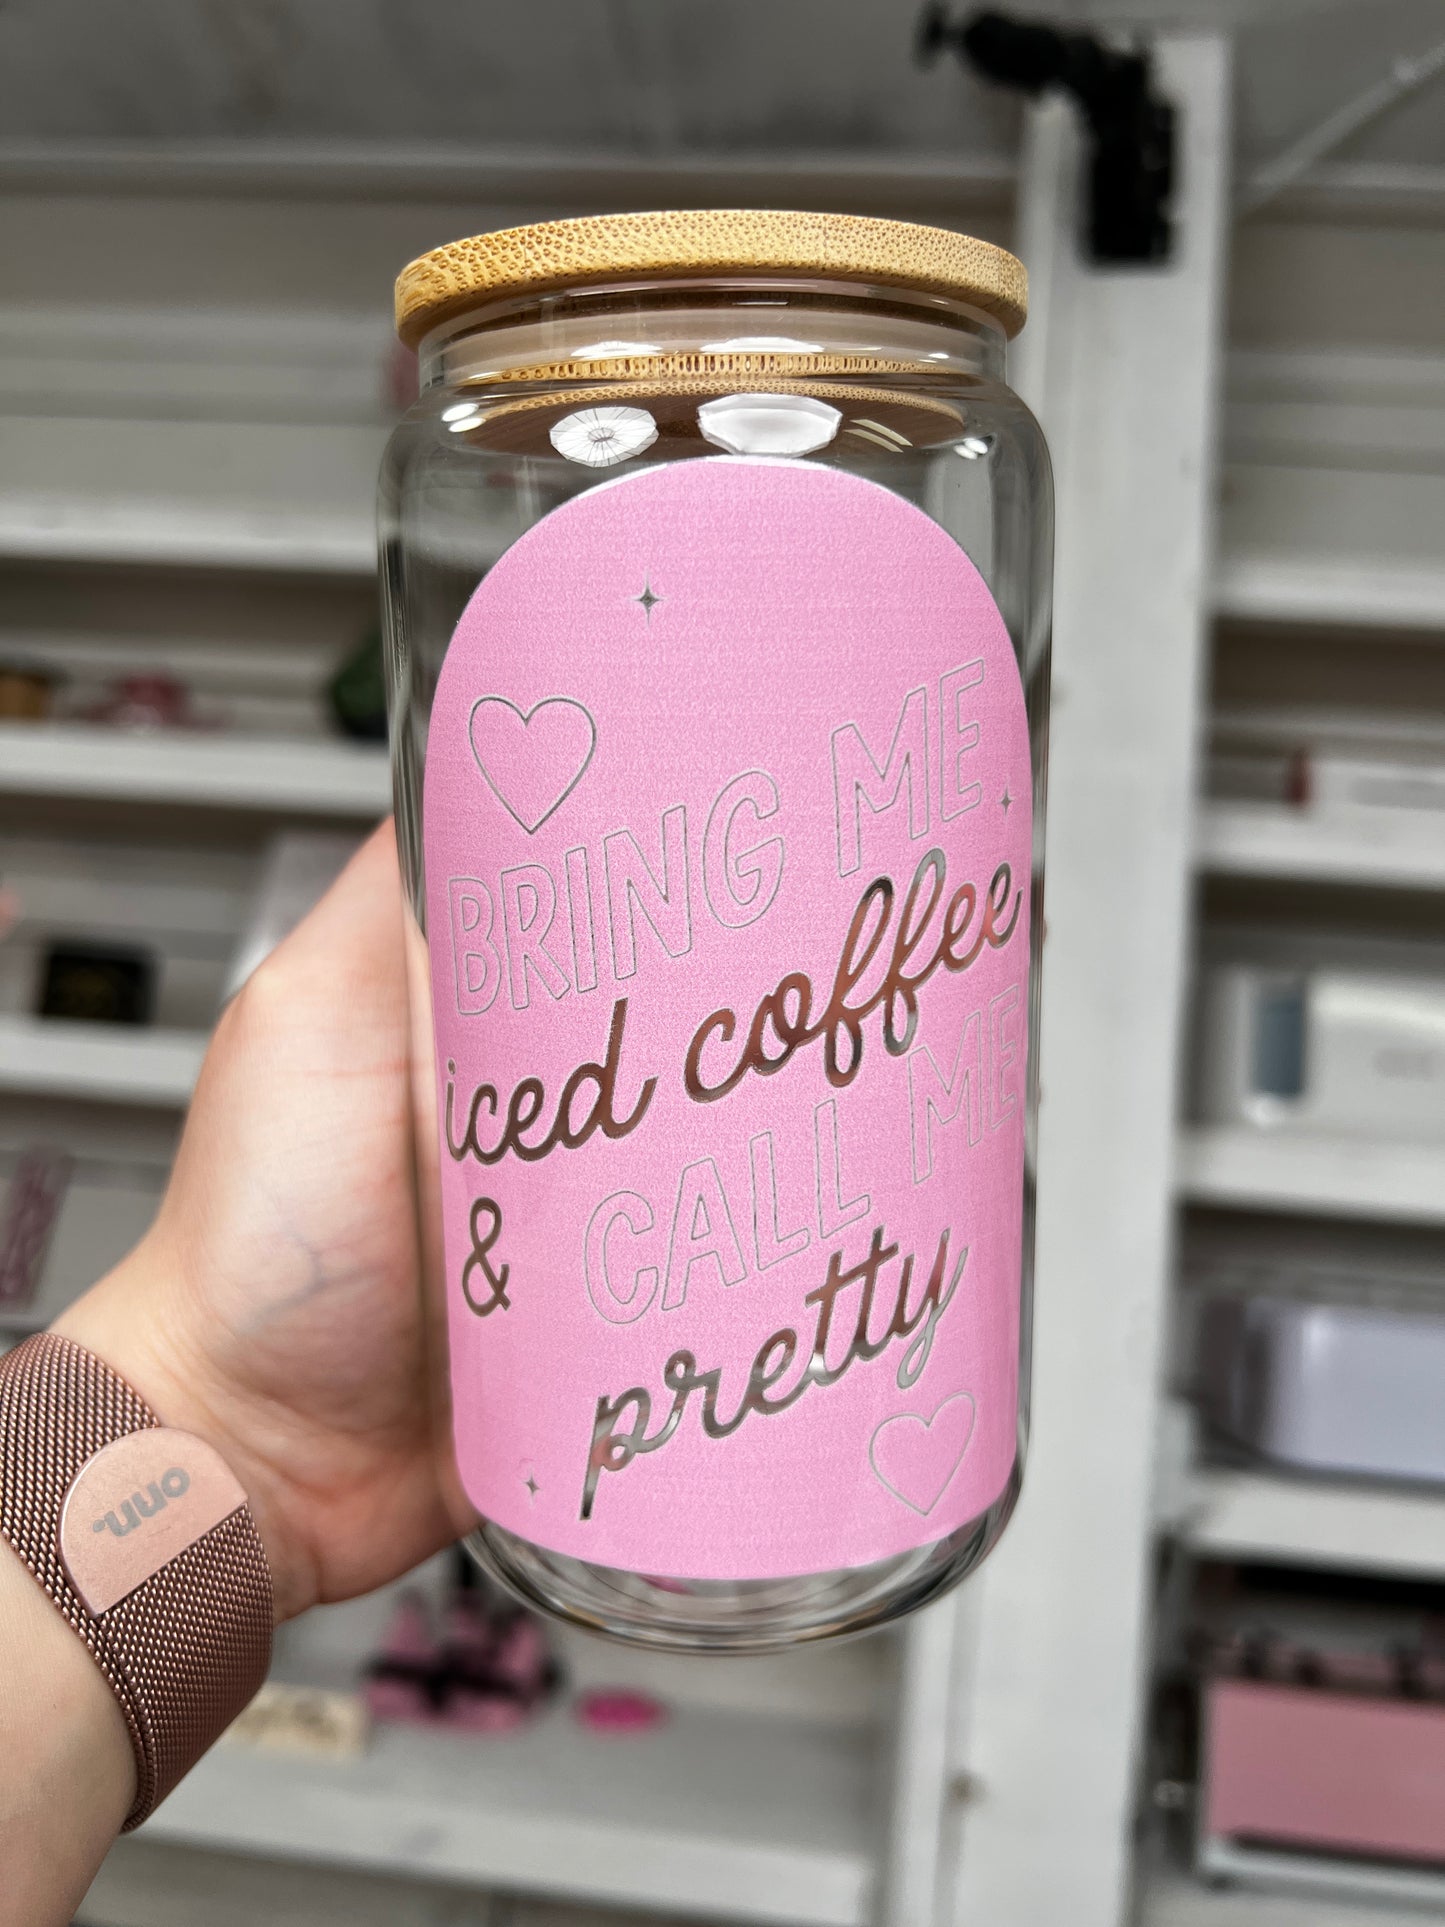 BRING ME
iced coffee
& CALL ME
pretty
onn.